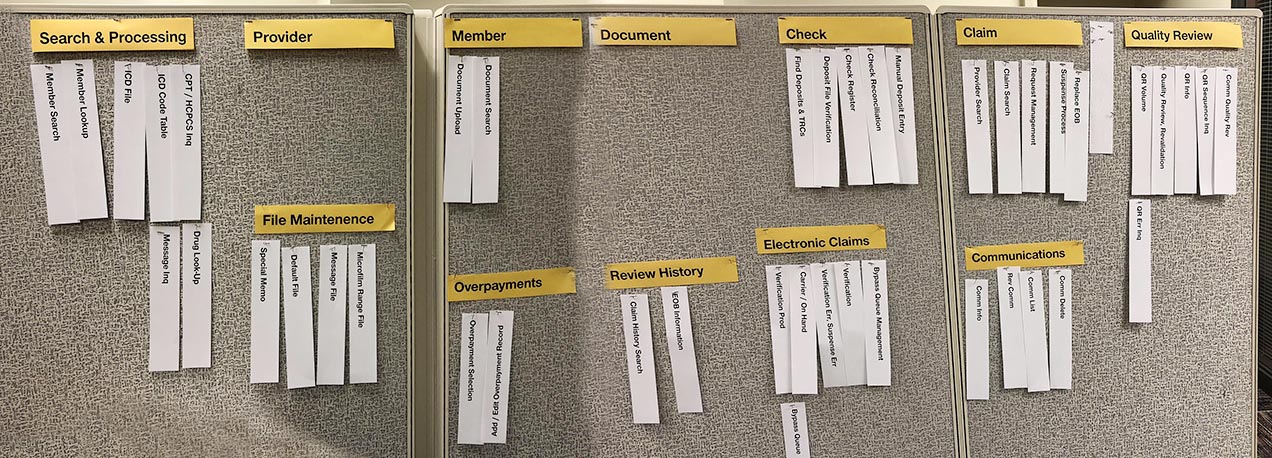 Search & Processing
Member Search
Member Lookup
ICD File
ICD Code Table
CPT / HCPCS Inq
Message Inq
Drug Look-Up
Provider
File Maintenence
Special Memo
Default File
Message File
Microfilm Range File
Member
Document Upload
Document Search
Overpayments
Overpayment Selection
Add / Edit Overpayment Record
Document
Review History
Claim History Search
EOB Information
Check
Find Deposits & TRCs
Deposit File Verification
Check Register
Check Reconciliation
Manual Deposit Entry
Electronic Claims
Verification Prod
Carrier / On Hand
Verification Err. Suspense Err
Verification
Bypass Queue Management
Bypass Queue
Claim
Provider Search
Claim Search
Request Management
Suspense Process
Replace EOB
Communications
Comm Info
Rev Comm
Comm List
Comm Delete
Quality Review
QR Volume
Quality Review, Revalidation
QR Info
QR Sequence Inq
Comm Quality Rev
QR Err Inq